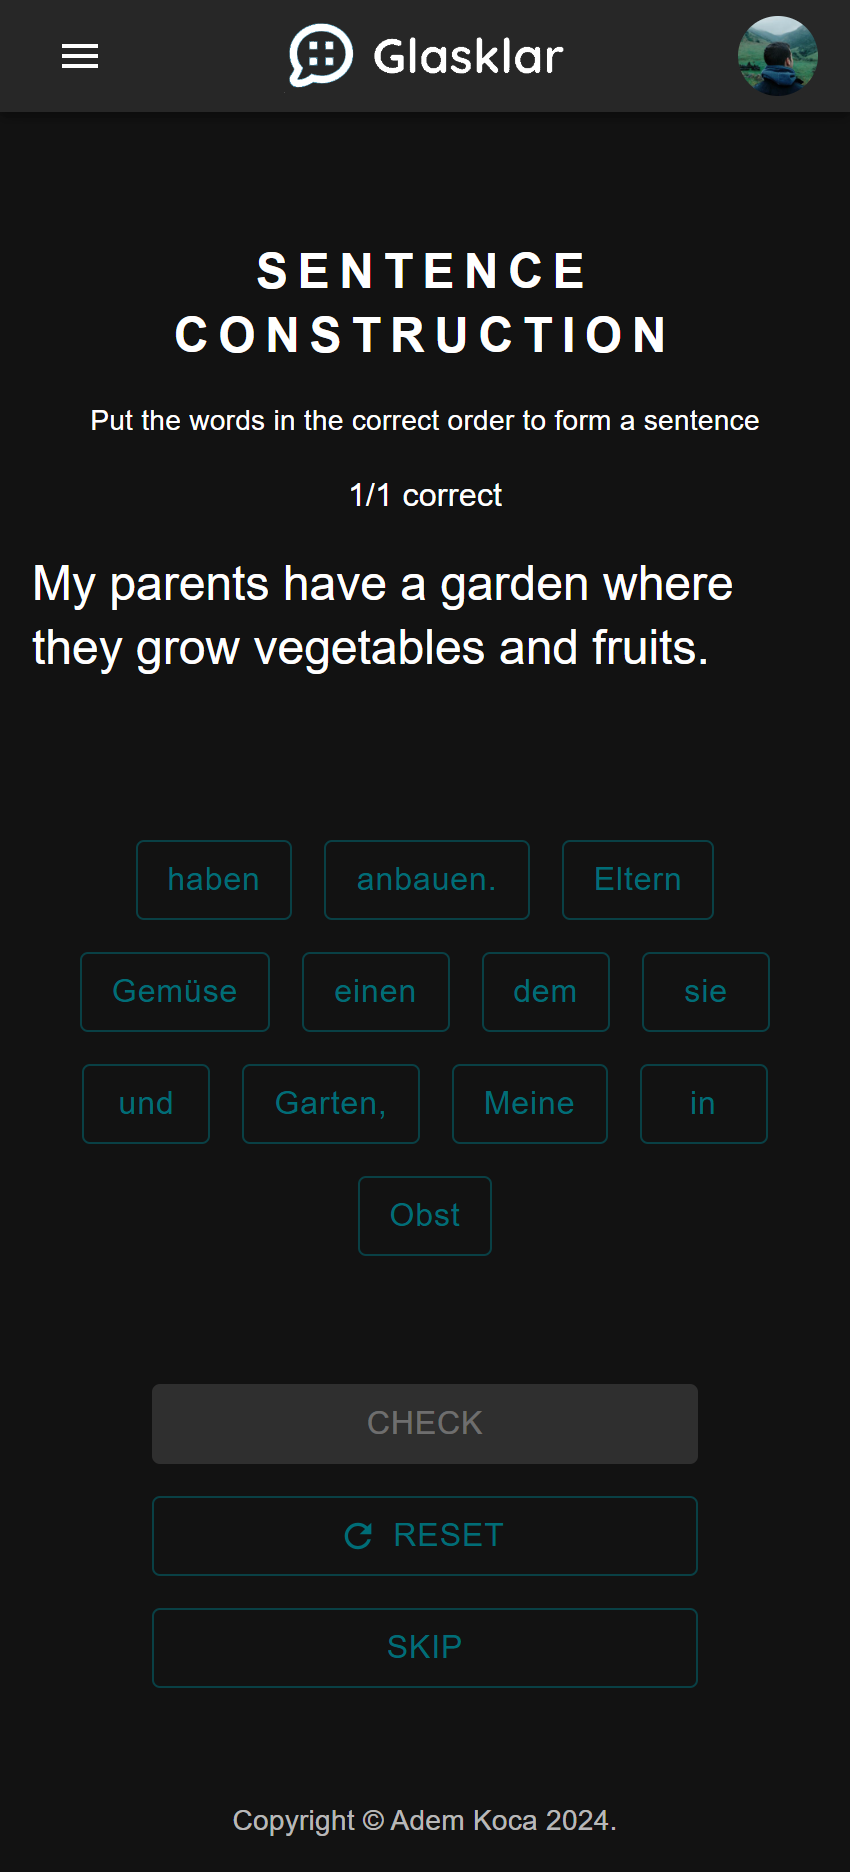 Glasklar
SENTENCE
CONSTRUCTION
Put the words in the correct order to form a sentence
1/1 correct
My parents have a garden where
they grow vegetables and fruits.
haben anbauen. Eltern
Gemüse einen dem sie
und Garten, Meine in
Obst
CHECK
RESET
SKIP
Copyright © Adem Koca 2024.